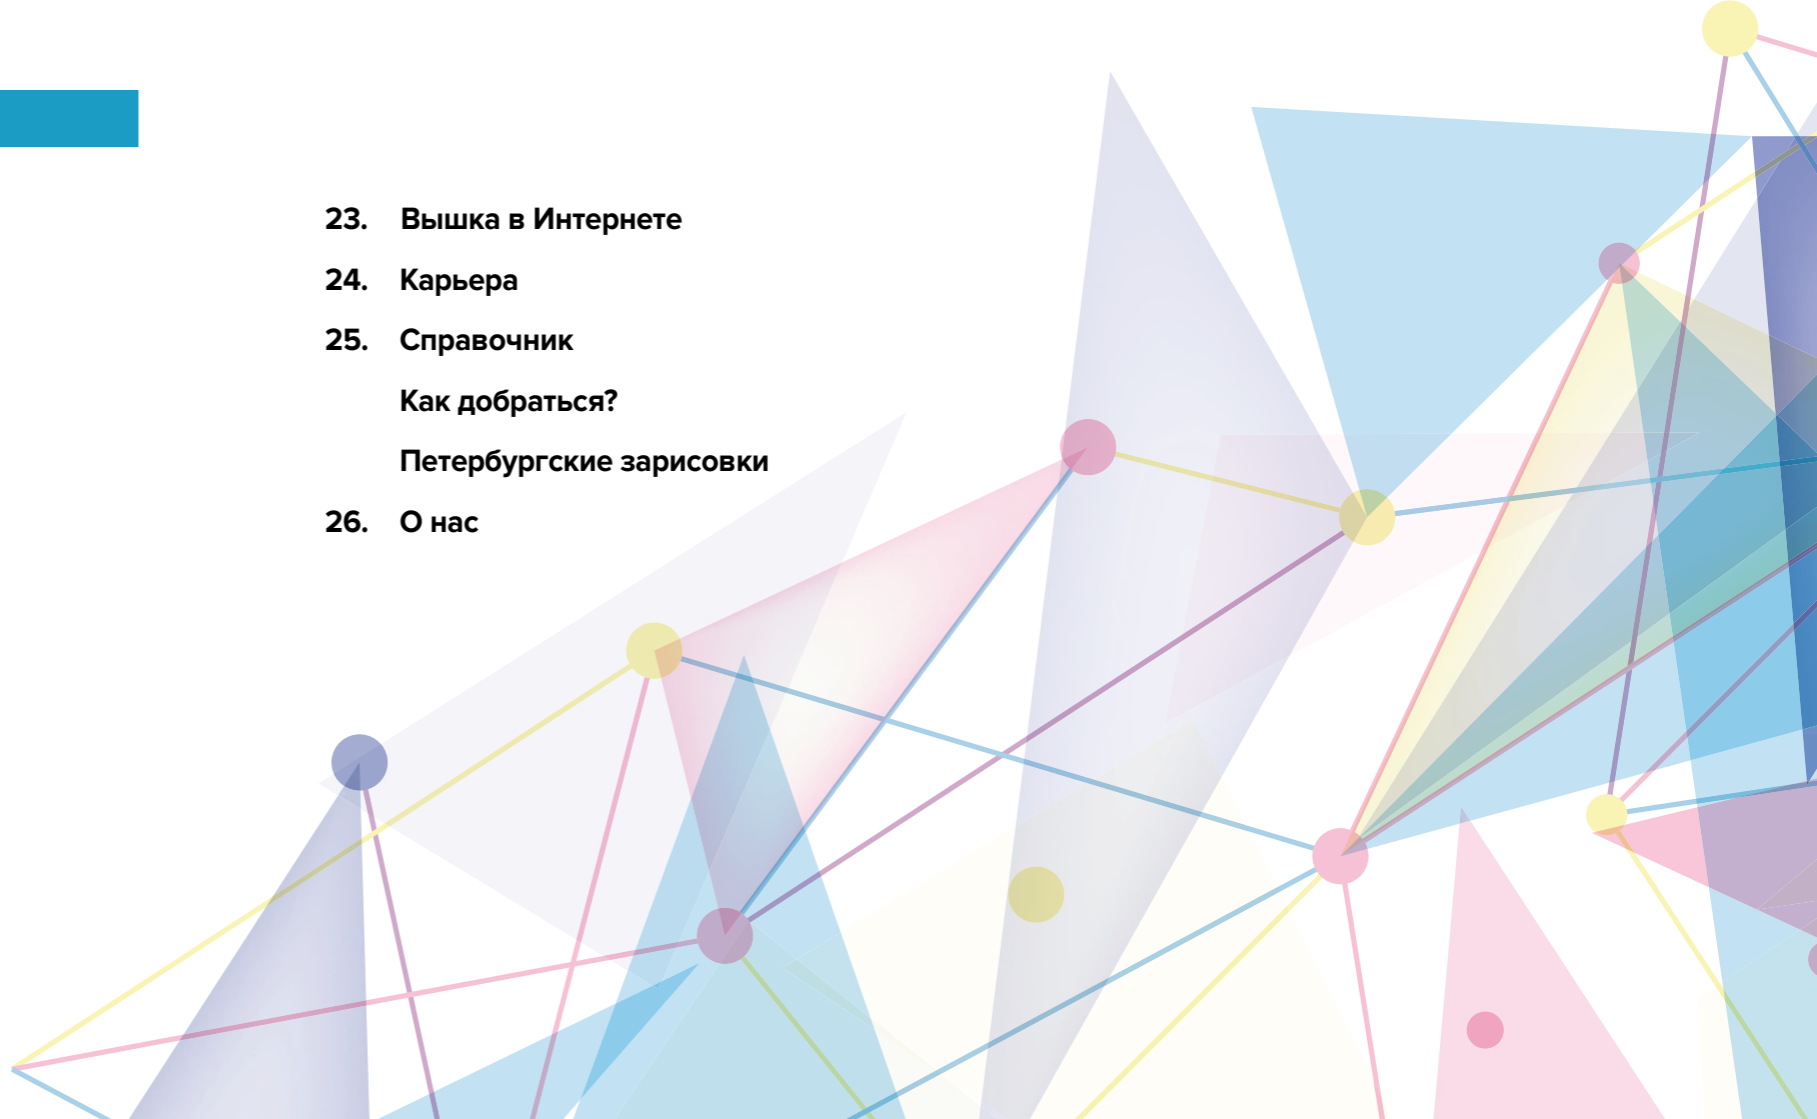 23. Вышка в Интернете
24. Карьера
25. Справочник
Как добраться?
Петербургские зарисовки
26. О нас